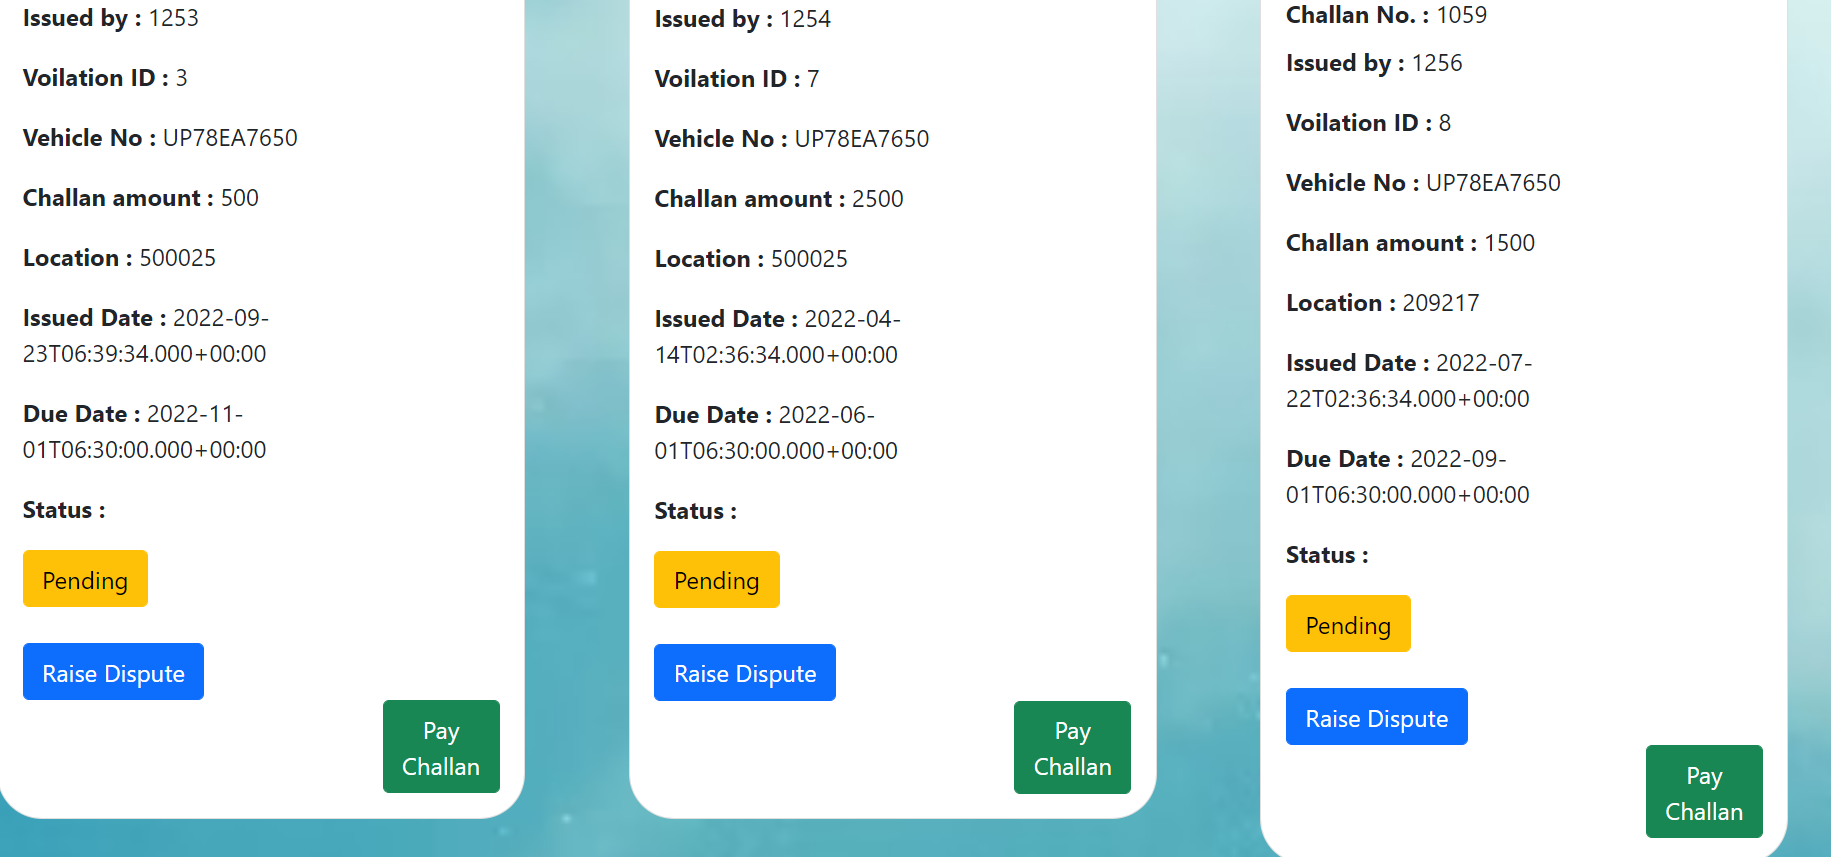 Issued by : 1253
Voilation ID : 3
Vehicle No : UP78EA7650
Challan amount : 500
Location : 500025
Issued Date : 2022-09-
23T06:39:34.000+00:00
Due Date : 2022-11-
01T06:30:00.000+00:00
Status :
Pending
Raise Dispute
Pay
Challan
Issued by : 1254
Voilation ID : 7
Vehicle No : UP78EA7650
Challan amount : 2500
Location : 500025
Issued Date : 2022-04-
14T02:36:34.000+00:00
Due Date : 2022-06-
01T06:30:00.000+00:00
Status :
Pending
Raise Dispute
Pay
Challan
Challan No. : 1059
Issued by : 1256
Voilation ID : 8
Vehicle No : UP78EA7650
Challan amount : 1500
Location : 209217
Issued Date : 2022-07-
22T02:36:34.000+00:00
Due Date : 2022-09-
01T06:30:00.000+00:00
Status :
Pending
Raise Dispute
Pay
Challan